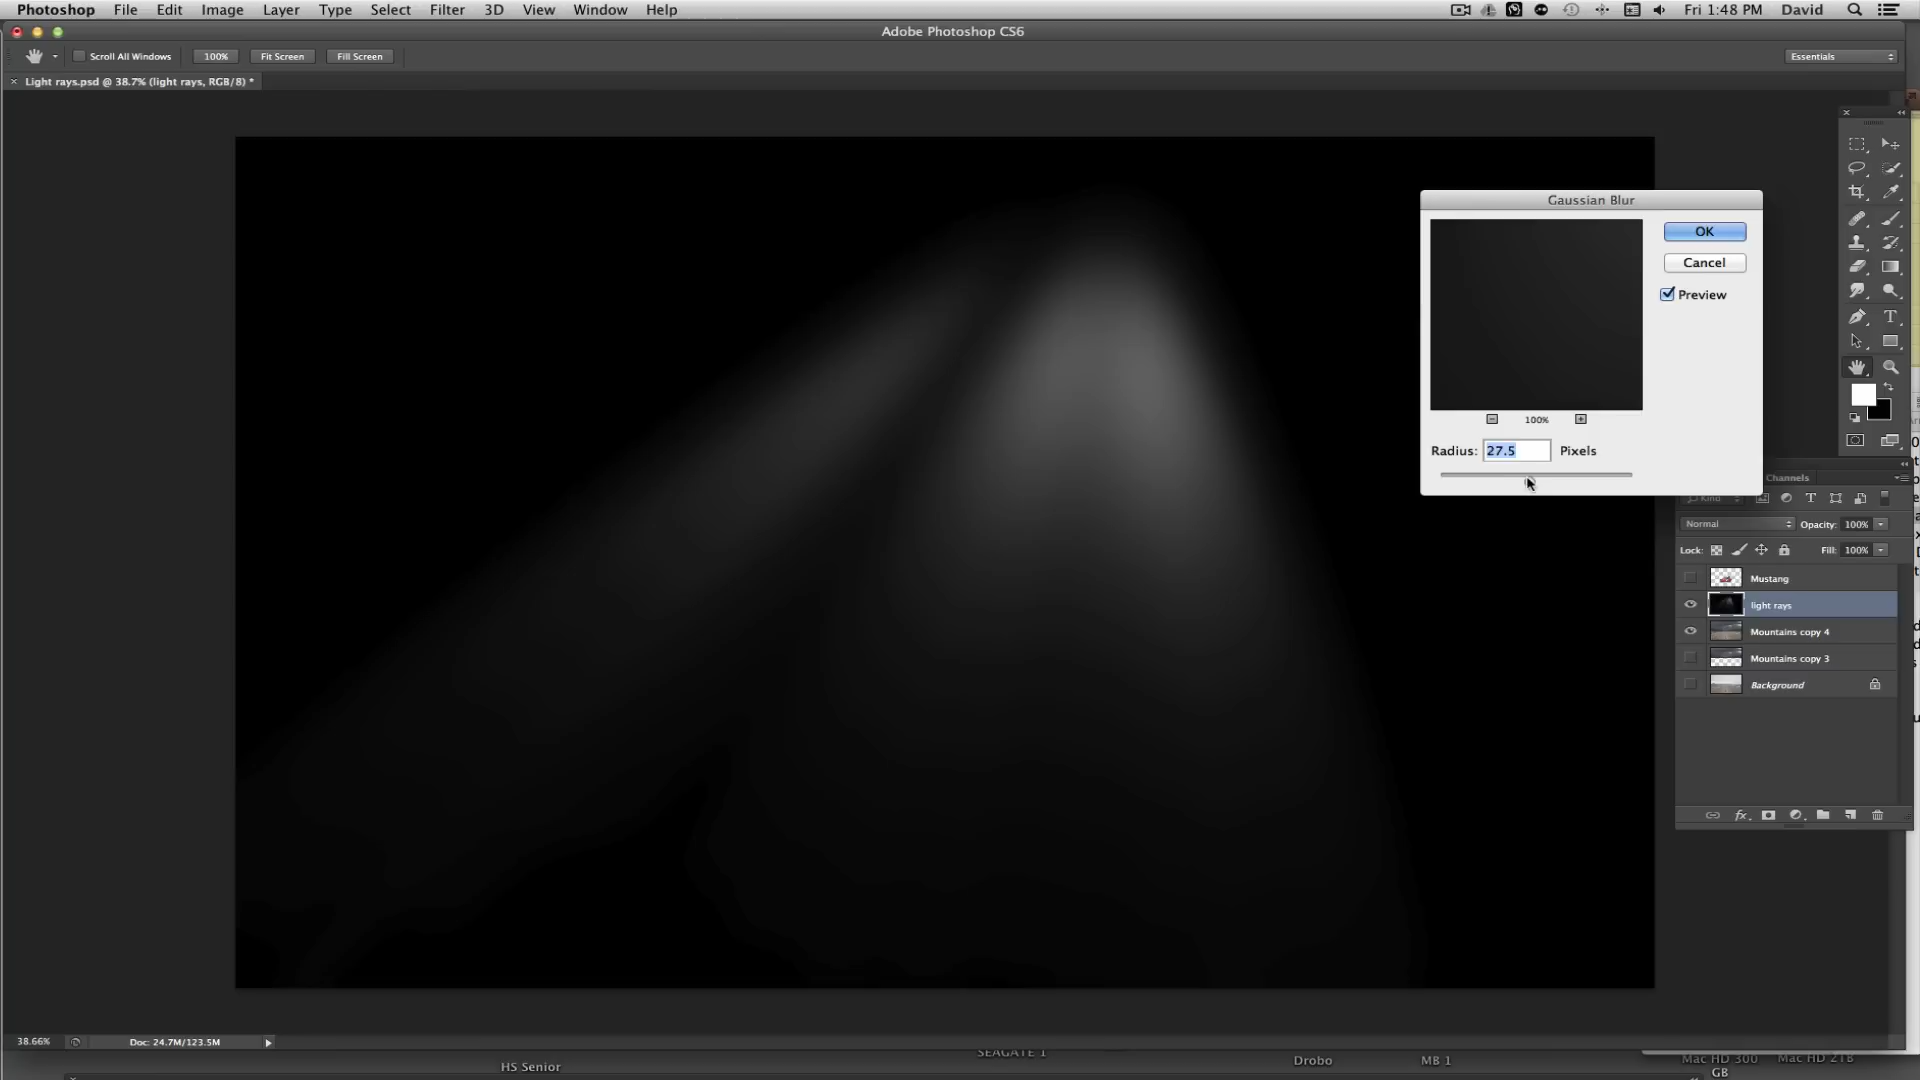 Photoshop File Edit Image Layer Type Select Filter 3D View Window Help Fri 1:48 PM David
Adobe Photoshop CS6
Scroll All Windows 100% Fit Screen Fill Screen Essentials
× Light rays.psd @ 38.7% (light rays, RGB/8) *
Gaussian Blur
OK
Cancel
Preview
100%
Radius: 27.5 Pixels
Channels
Kind
Normal Opacity: 100%
Lock: Fill: 100%
Mustang
light rays
Mountains copy 4
Mountains copy 3
Background
38.66% Doc: 24.7M/123.5M
SEAGATE 1
HS Senior Drobo MB 1 Mac HD 300 Mac HD 2TB
GB